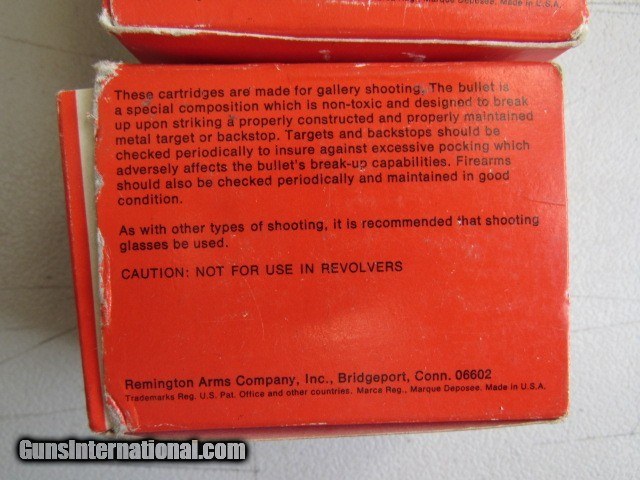 Marque Deposee. Made in U.S.A.
These cartridges are made for gallery shooting. The bullet is
a special composition which is non-toxic and designed to break
up upon striking a properly constructed and properly maintained
metal target or backstop. Targets and backstops should be
checked periodically to insure against excessive pocking which
adversely affects the bullet's break-up capabilities. Firearms
should also be checked periodically and maintained in good
condition.
As with other types of shooting, it is recommended that shooting
glasses be used.
CAUTION: NOT FOR USE IN REVOLVERS
Remington Arms Company, Inc., Bridgeport, Conn. 06602
Trademarks Reg. U.S. Pat. Office and other countries. Marca Reg., Marque Deposee. Made in U.S.A.
GunsInternational.com